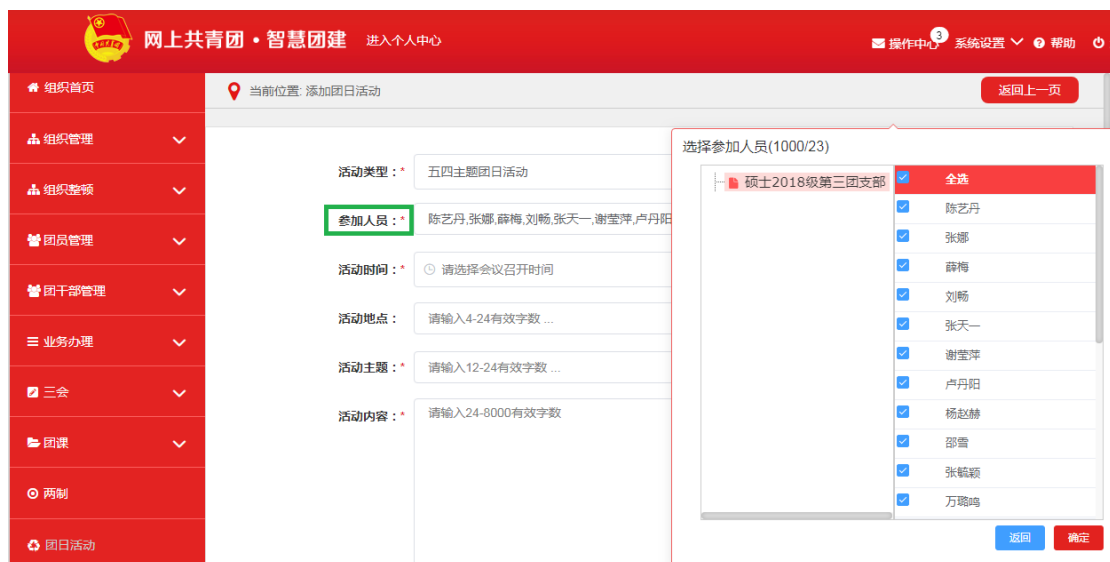 网上共青团·智慧团建 进入个人中心 操作中心 3 系统设置 帮助
组织首页
当前位置: 添加团日活动
返回上一页
组织管理
组织整顿
团员管理
团干部管理
业务办理
三会
团课
两制
团日活动
活动类型：* 五四主题团日活动
参加人员：* 陈艺丹,张娜,薛梅,刘畅,张天一,谢莹萍,卢丹阳
活动时间：* 请选择会议召开时间
活动地点： 请输入4-24有效字数 ...
活动主题：* 请输入12-24有效字数 ...
活动内容：* 请输入24-8000有效字数
选择参加人员(1000/23)
硕士2018级第三团支部
全选
陈艺丹
张娜
薛梅
刘畅
张天一
谢莹萍
卢丹阳
杨赵赫
邵雪
张毓颖
万璐鸣
返回 确定